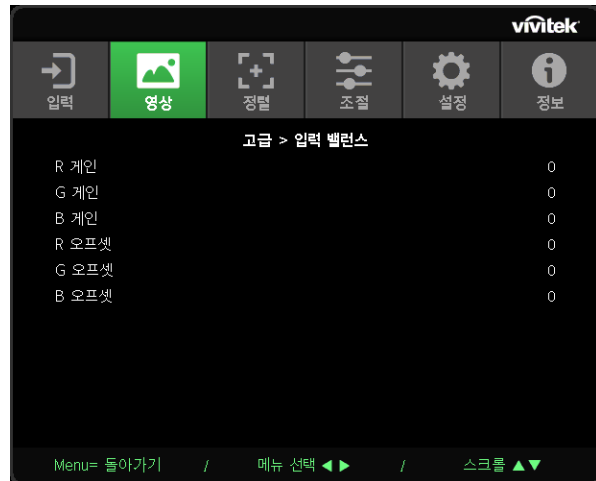 vivitek
입력 영상 정렬 조절 설정 정보
고급 > 입력 밸런스
R 게인 0
G 게인 0
B 게인 0
R 오프셋 0
G 오프셋 0
B 오프셋 0
Menu= 돌아가기 / 메뉴 선택 ◀ ▶ / 스크롤 ▲▼